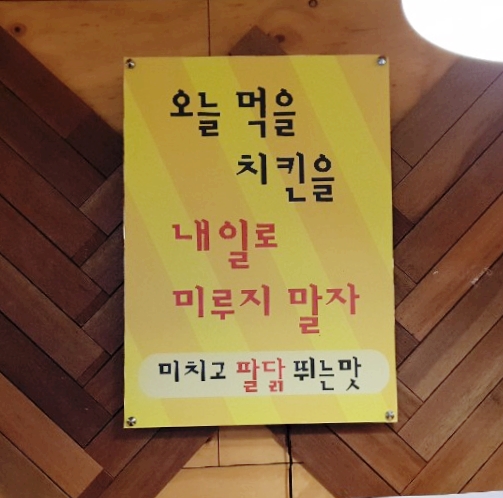 오늘 먹을
치킨을
내일로
미루지 말자
미치고 팔닭 뛰는맛